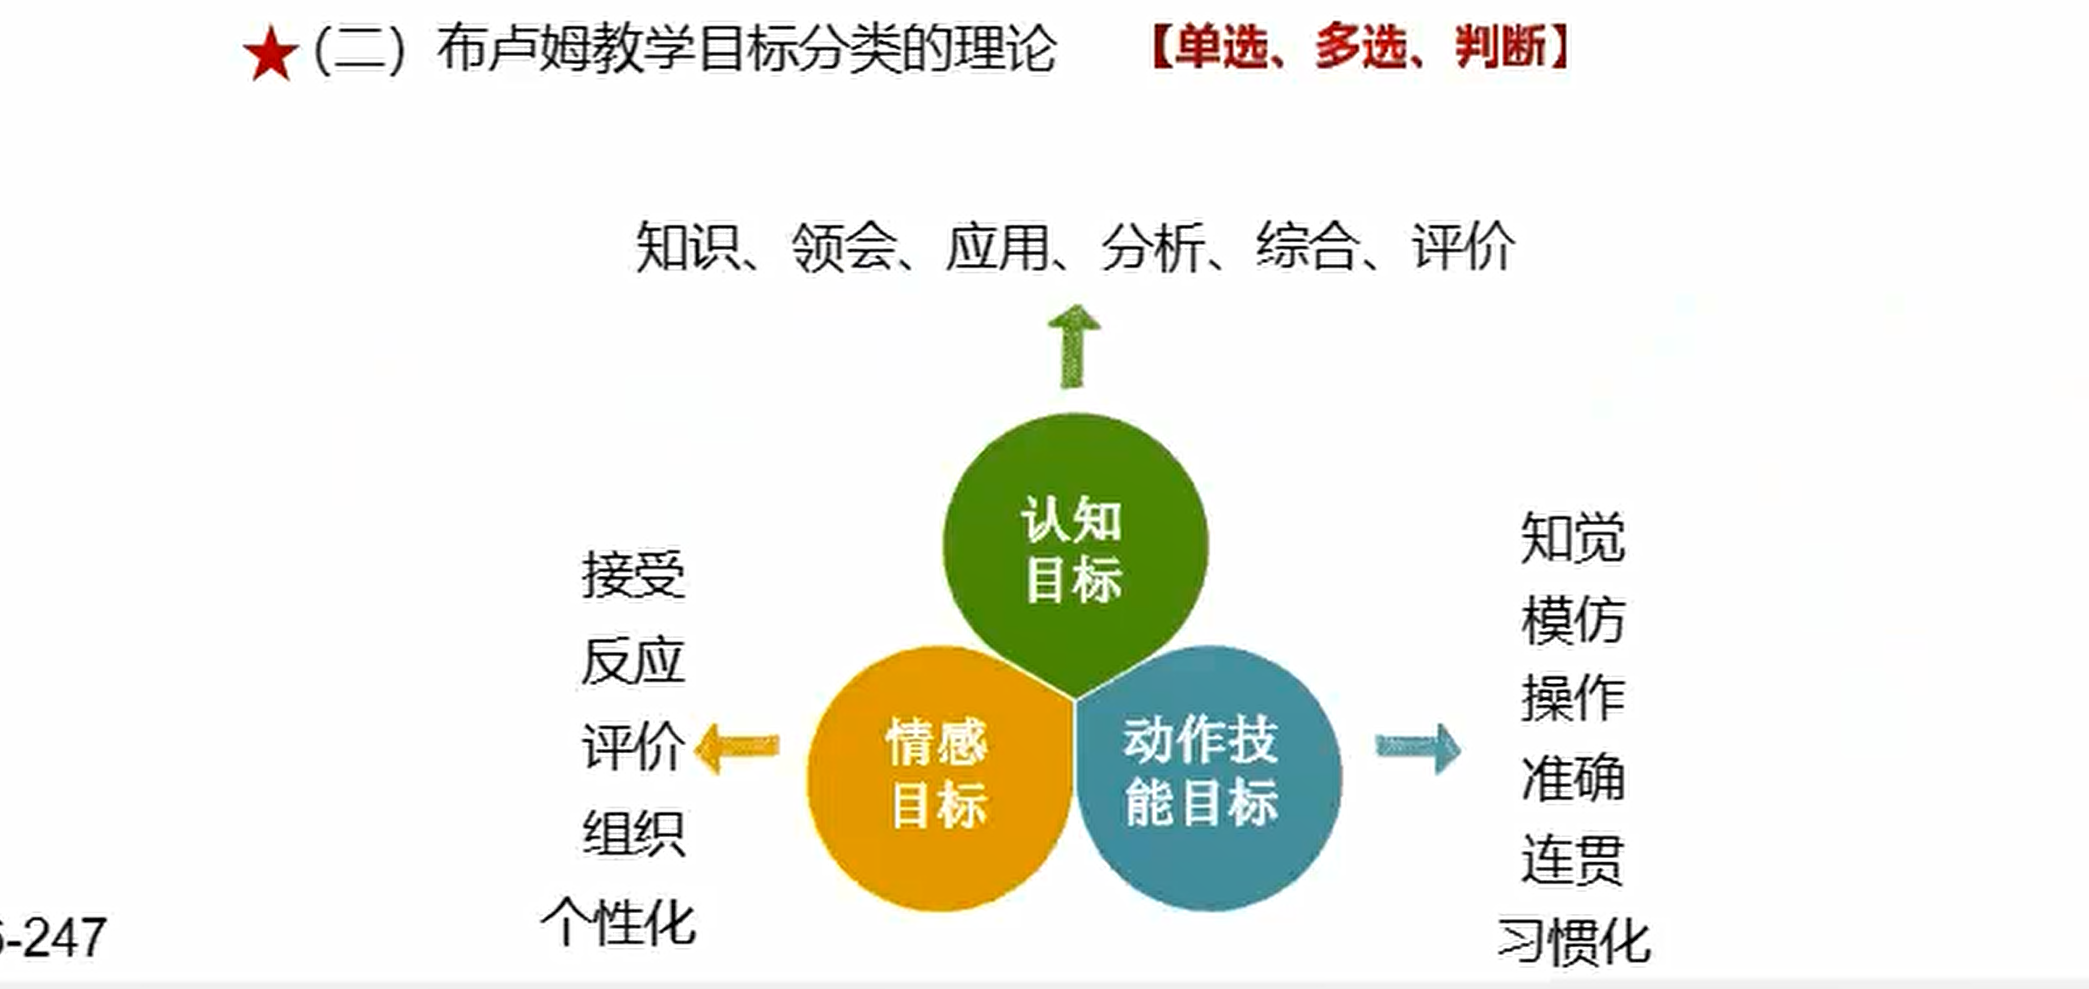 ★(二) 布卢姆教学目标分类的理论 【单选、多选、判断】
知识、领会、应用、分析、综合、评价
认知
目标
情感
目标
动作技
能目标
接受
反应
评价
组织
个性化
知觉
模仿
操作
准确
连贯
习惯化
-247